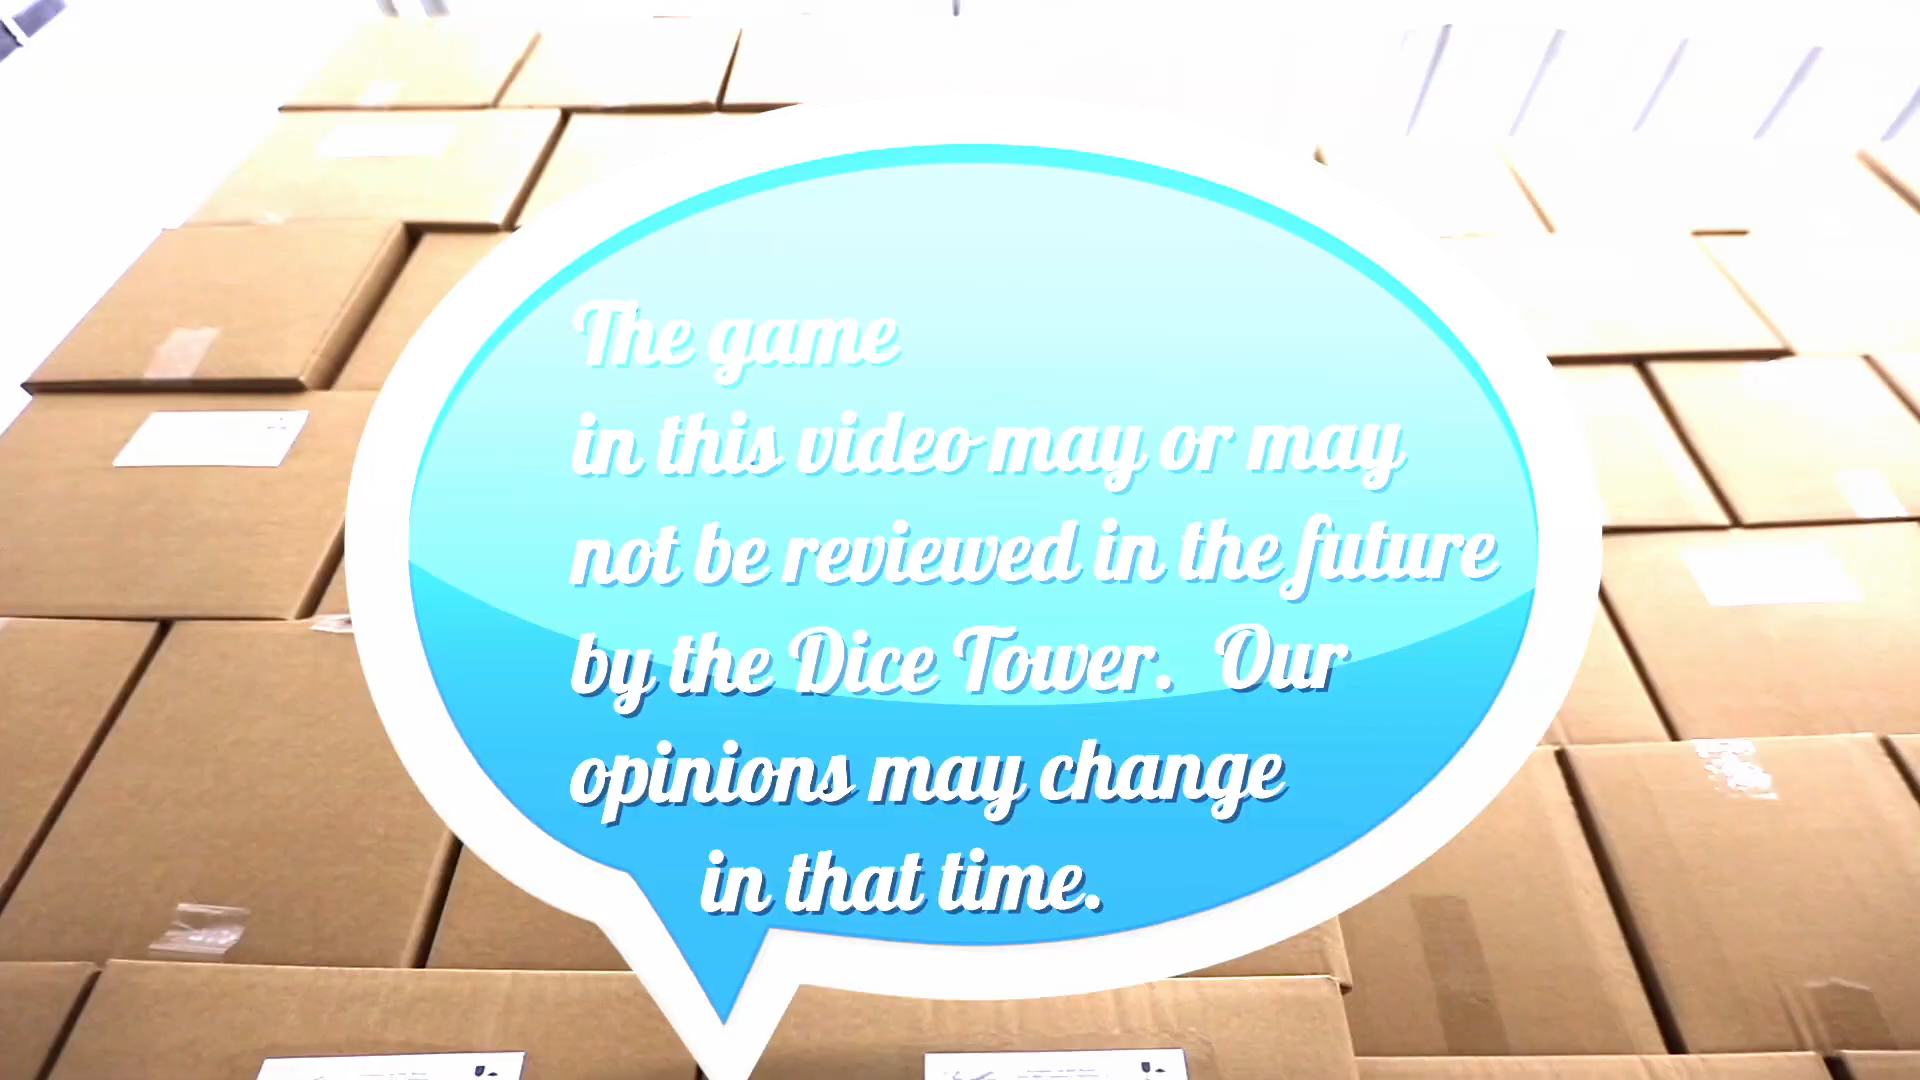 The game
in this video may or may
not be reviewed in the future
by the Dice Tower.  Our
opinions may change
in that time.